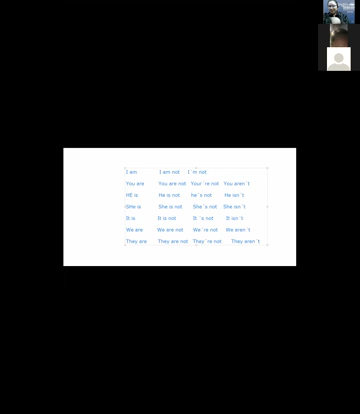 I am I am not I´m not
You are You are not Your´re not You aren´t
HE is He is not He´s not He isn´t
SHe is She is not She´s not She isn´t
It is It is not It ´s not It isn´t
We are We are not We´re not We aren´t
They are They are not They´re not They aren´t